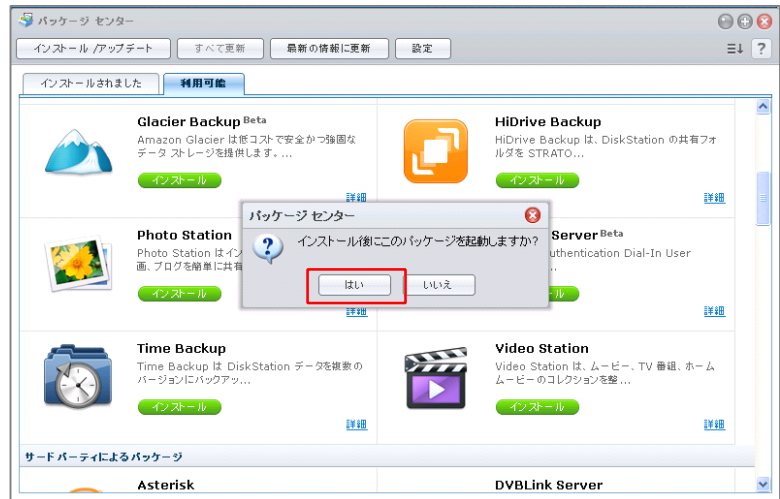 パッケージ センター
インストール /アップデート
すべて更新
最新の情報に更新
設定
?
インストールされました
利用可能
Glacier Backup Beta
Amazon Glacier は低コストで安全かつ強固な
データ ストレージを提供します。...
インストール
詳細
HiDrive Backup
HiDrive Backup は、DiskStation の共有フォ
ルダを STRATO...
インストール
詳細
Photo Station
Photo Station はイン
画、ブログを簡単に共有
インストール
詳細
パッケージ センター
インストール後にこのパッケージを起動しますか?
はい
いいえ
Server Beta
uthentication Dial-In User
ール
詳細
Time Backup
Time Backup は DiskStation データを複数の
バージョンにバックアッ...
インストール
詳細
Video Station
Video Station は、ムービー、TV 番組、ホーム
ムービーのコレクションを整...
インストール
詳細
サード パーティによるパッケージ
Asterisk
DVBLink Server